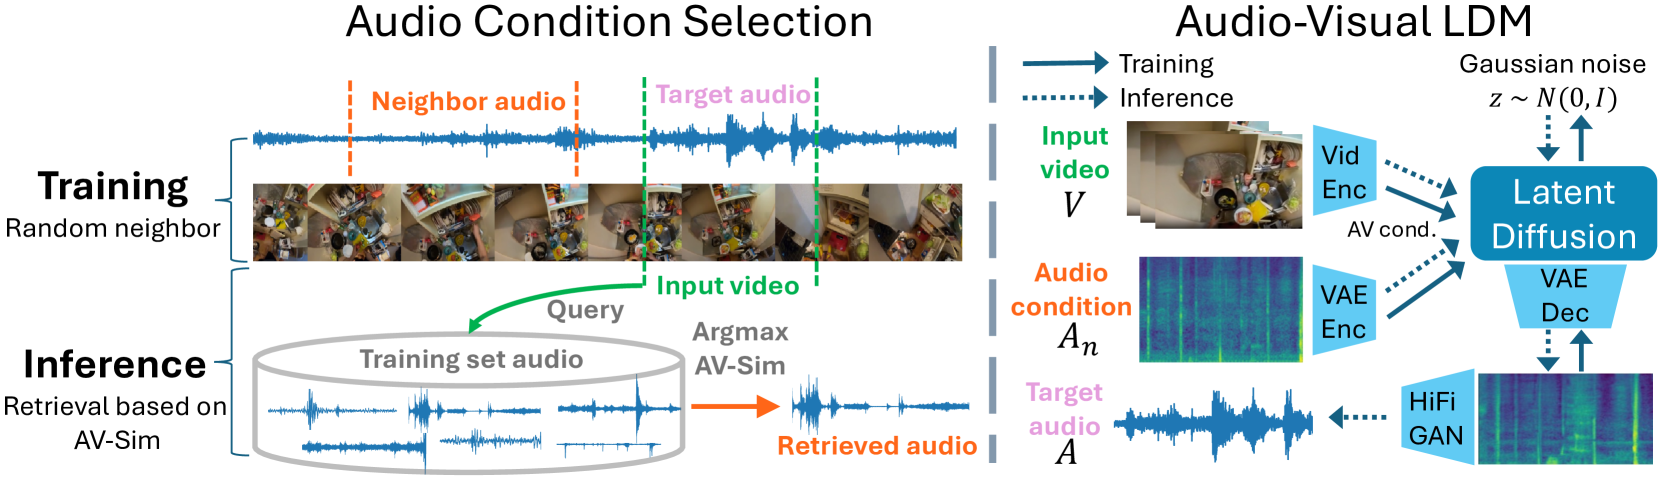 Audio Condition Selection
Neighbor audio
Target audio
Training
Random neighbor
Input video
Query
Inference
Retrieval based on
AV-Sim
Training set audio
Argmax
AV-Sim
Retrieved audio
Audio-Visual LDM
Training
Inference
Gaussian noise
z ~ N(0, I)
Input
video
V
Vid
Enc
AV cond.
Latent
Diffusion
Audio
condition
Aₙ
VAE
Enc
VAE
Dec
Target
audio
A
HiFi
GAN